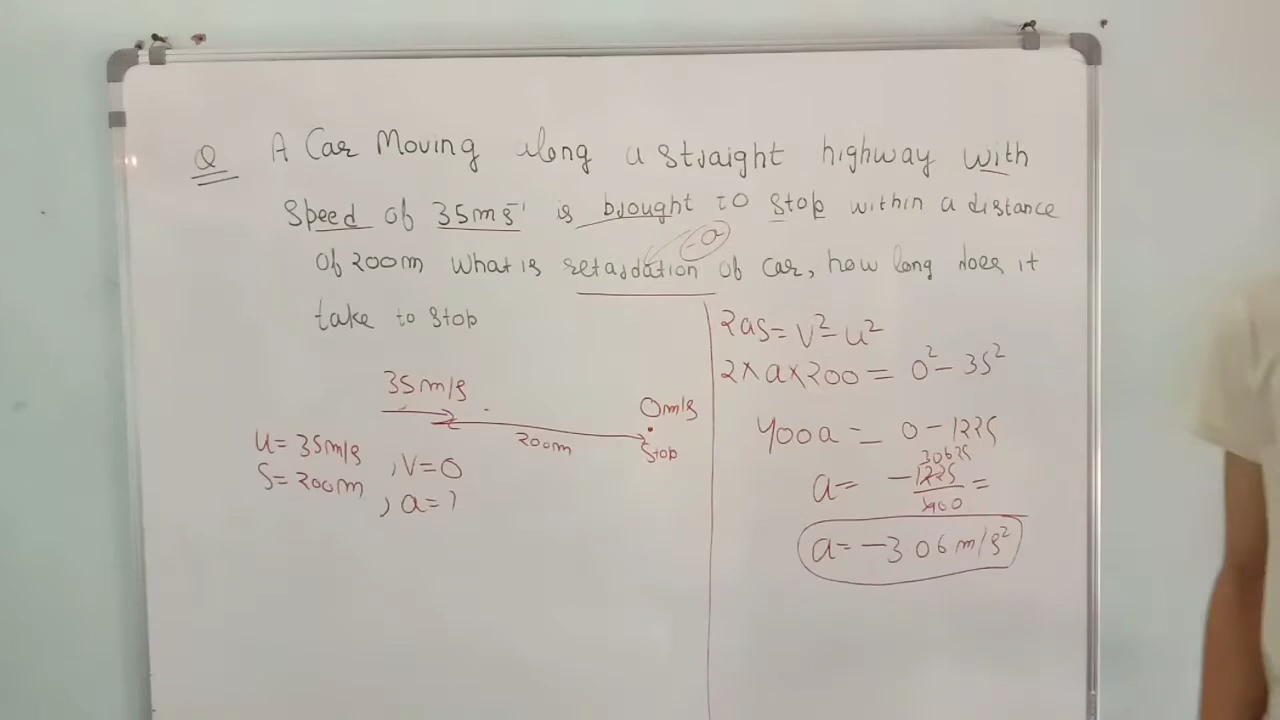 Q A Car Moving along a straight highway with
Speed of 35ms⁻¹ is brought to Stop within a distance
-a
Of 200m What is retardation of car, how long does it
take to Stop
35m/s
0m/s
200m
Stop
U= 35m/s
S= 200m
, V=0
, a=?
2as= v²-u²
2×a×200 = 0²- 35²
400a = 0-1225
30625
a= -1225/400 =
a= -3 06 m/s²